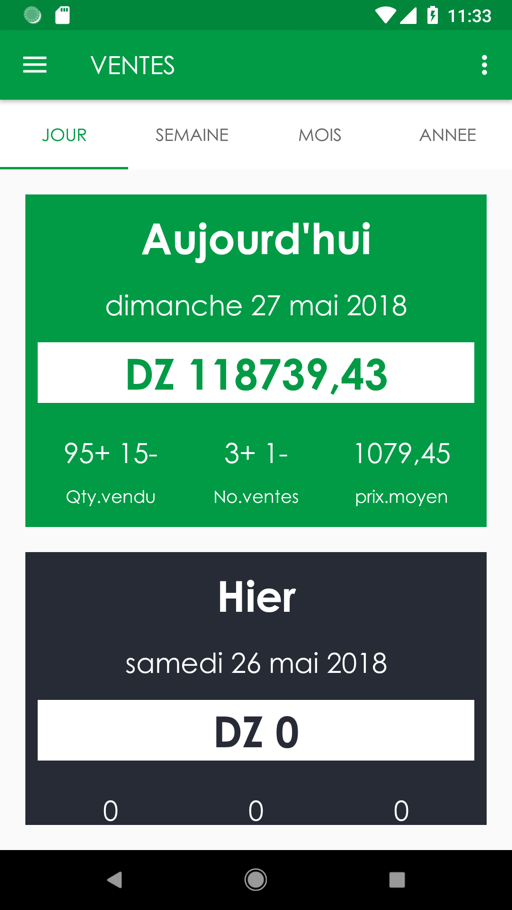 11:33
VENTES
JOUR SEMAINE MOIS ANNEE
Aujourd'hui
dimanche 27 mai 2018
DZ 118739,43
95+ 15- 3+ 1- 1079,45
Qty.vendu No.ventes prix.moyen
Hier
samedi 26 mai 2018
DZ 0
0 0 0